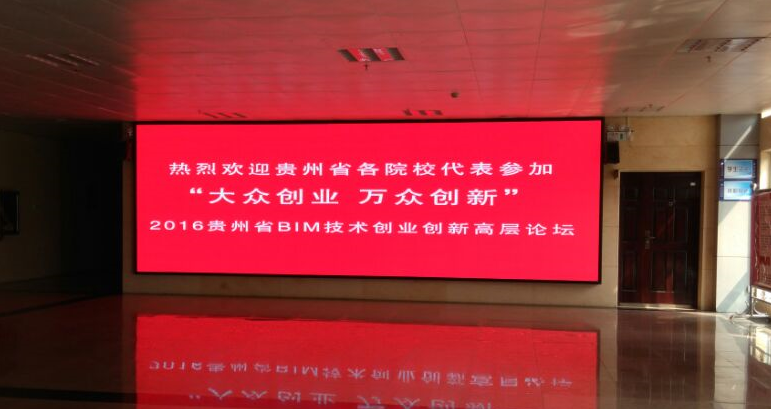 热烈欢迎贵州省各院校代表参加
“大众创业 万众创新”
2016贵州省BIM技术创业创新高层论坛